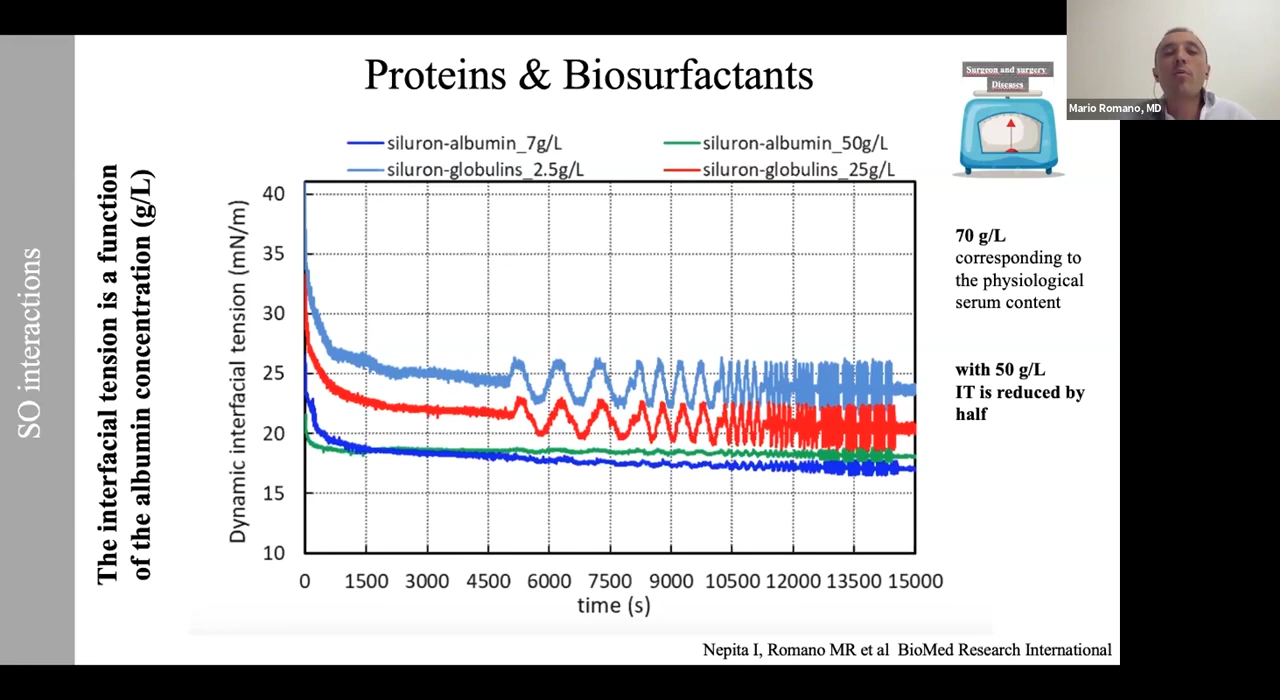 Proteins & Biosurfactants
Surgeon and surgery
Diseases
Mario Romano, MD
SO interactions
The interfacial tension is a function
of the albumin concentration (g/L)
siluron-albumin_7g/L
siluron-albumin_50g/L
siluron-globulins_2.5g/L
siluron-globulins_25g/L
Dynamic interfacial tension (mN/m)
40
35
30
25
20
15
10
0 1500 3000 4500 6000 7500 9000 10500 12000 13500 15000
time (s)
70 g/L
corresponding to
the physiological
serum content
with 50 g/L
IT is reduced by
half
Nepita I, Romano MR et al BioMed Research International